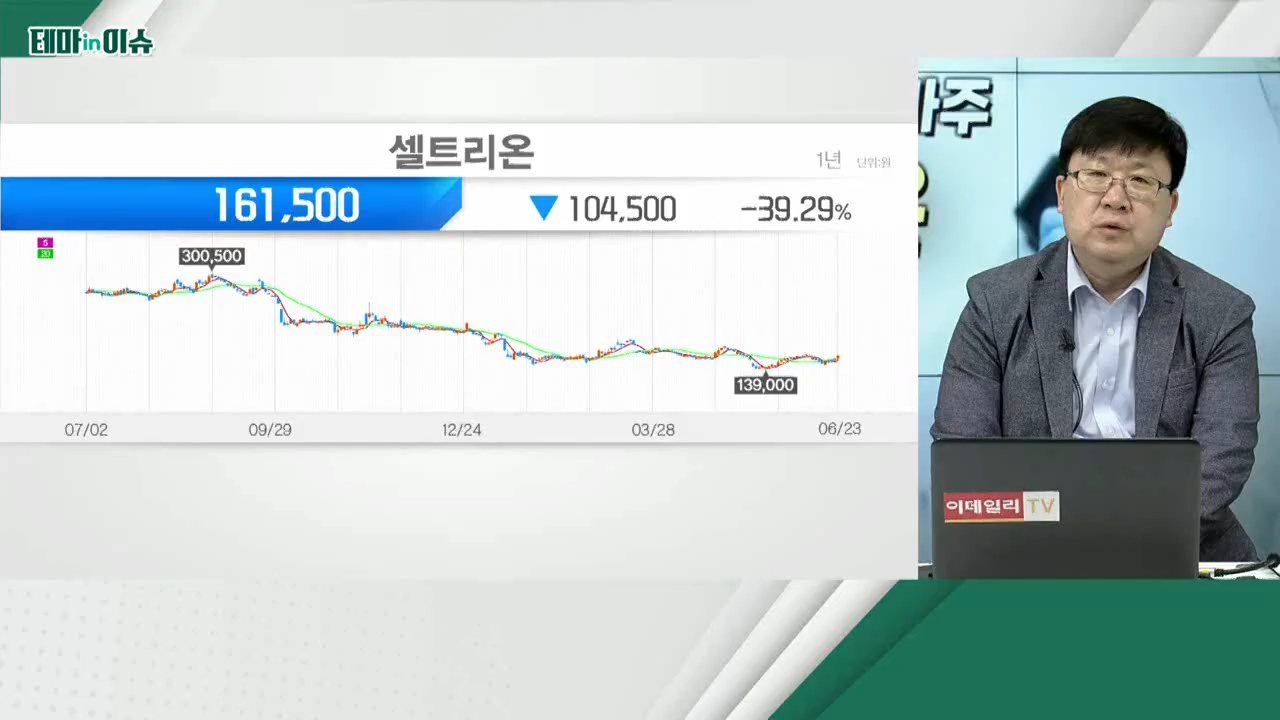 테마in이슈
셀트리온
1년 단위:원
161,500 ▼ 104,500 -39.29%
5
20
300,500
139,000
07/02 09/29 12/24 03/28 06/23
주
이데일리 TV